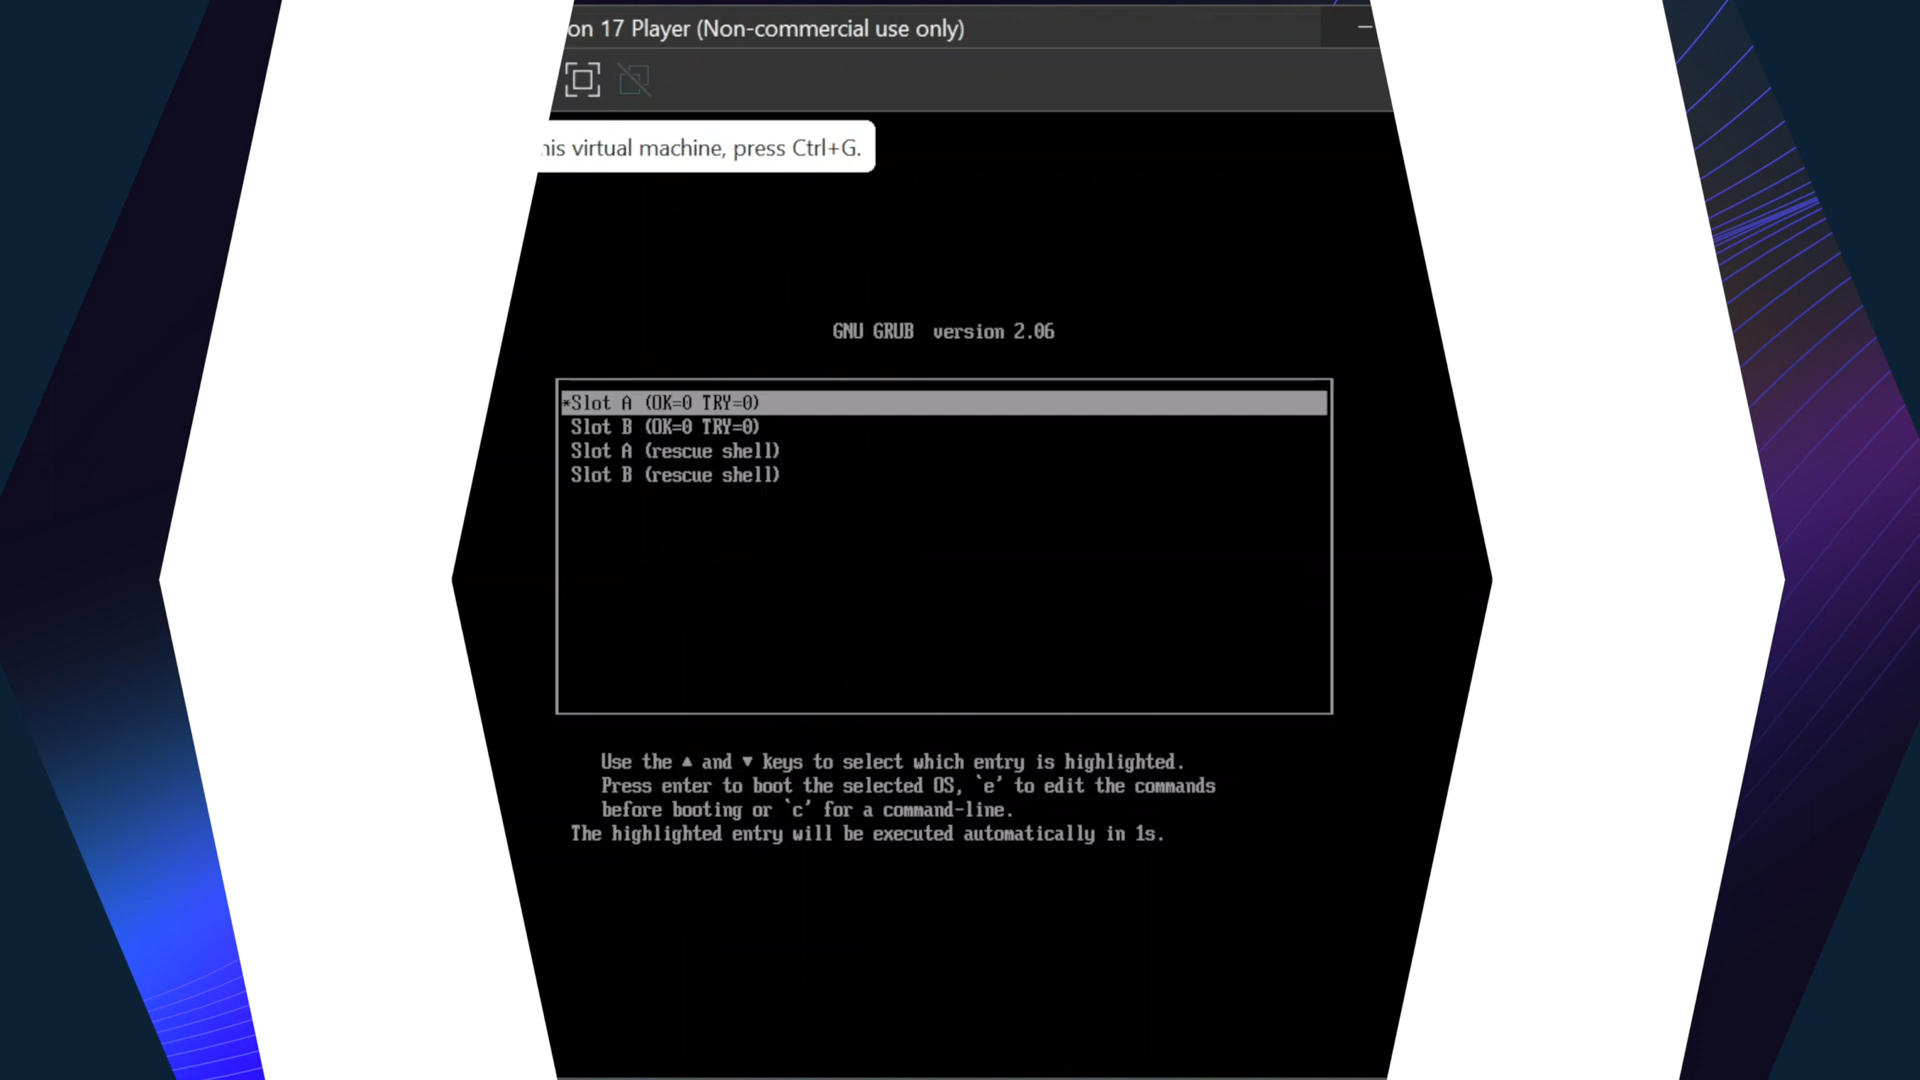 on 17 Player (Non-commercial use only)
his virtual machine, press Ctrl+G.
GNU GRUB version 2.06
*Slot A (OK=0 TRY=0)
Slot B (OK=0 TRY=0)
Slot A (rescue shell)
Slot B (rescue shell)
Use the ▲ and ▼ keys to select which entry is highlighted.
Press enter to boot the selected OS, `e' to edit the commands
before booting or `c' for a command-line.
The highlighted entry will be executed automatically in 1s.